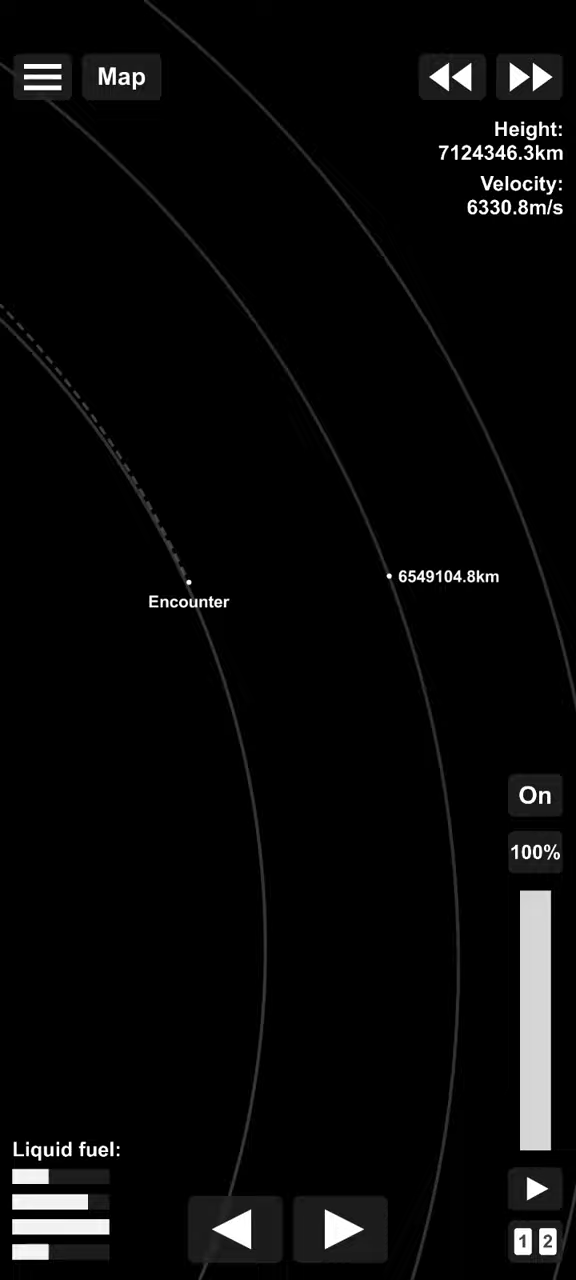 Map
Height:
7124346.3km
Velocity:
6330.8m/s
6549104.8km
Encounter
On
100%
Liquid fuel:
1 2